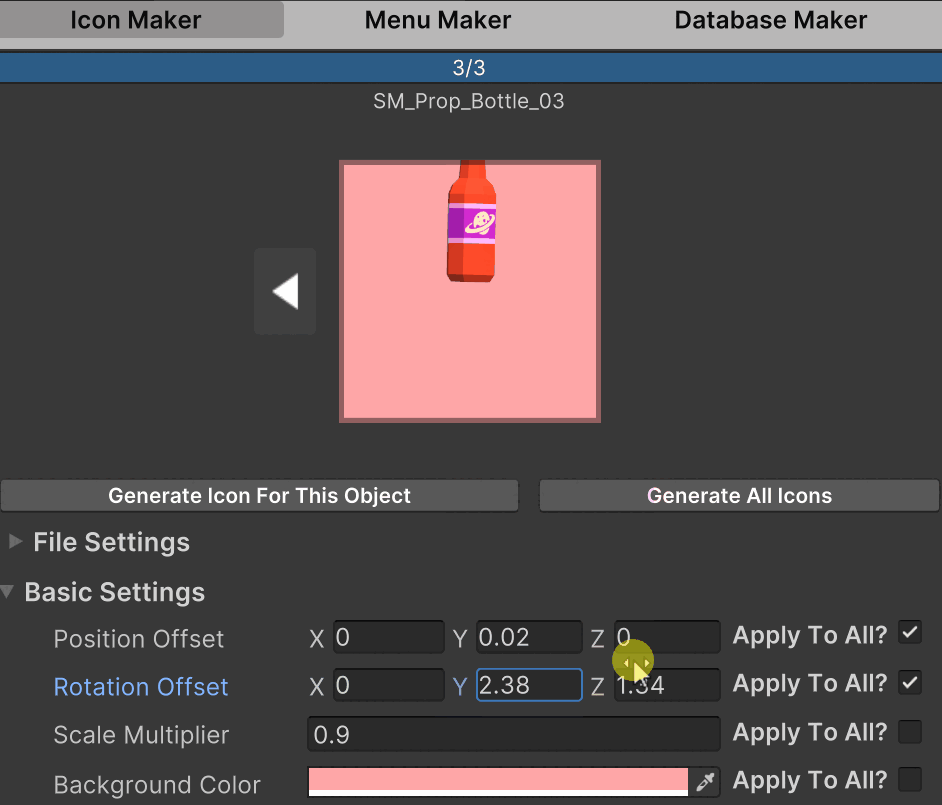 Icon Maker Menu Maker Database Maker
3/3
SM_Prop_Bottle_03
Generate Icon For This Object Generate All Icons
File Settings
Basic Settings
Position Offset X 0 Y 0.02 Z 0 Apply To All?
Rotation Offset X 0 Y 2.38 Z 1.34 Apply To All?
Scale Multiplier 0.9 Apply To All?
Background Color Apply To All?